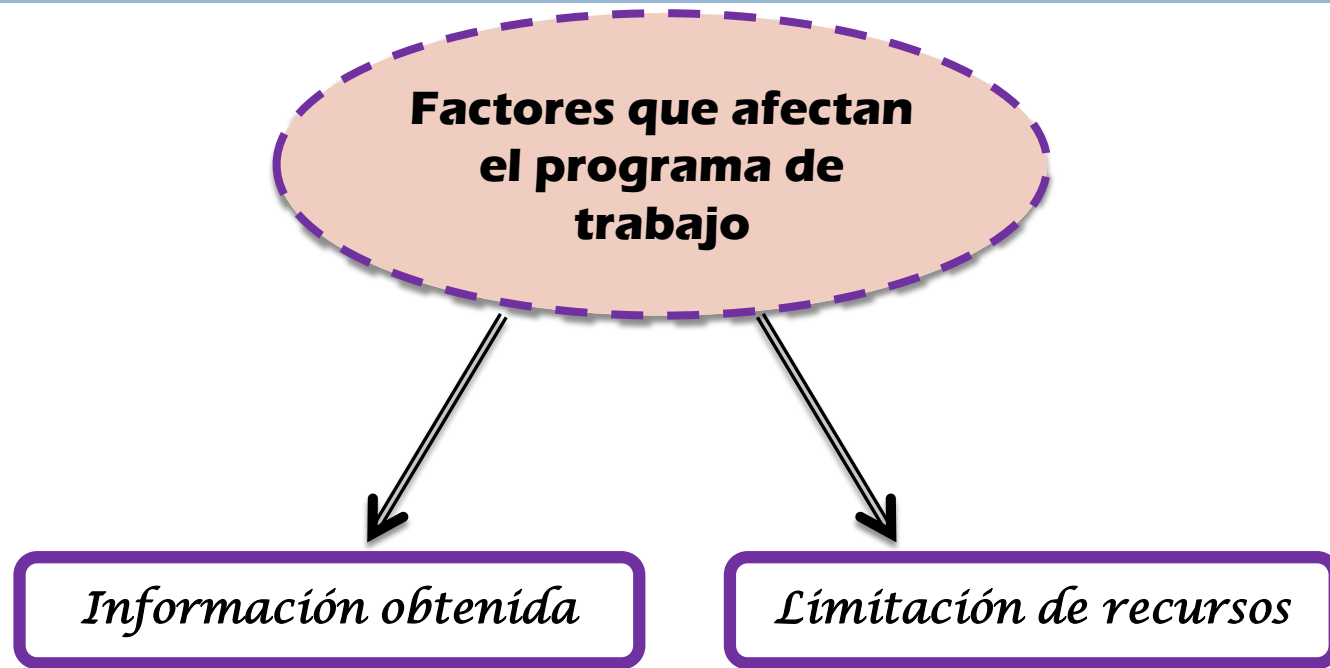 Factores que afectan
el programa de
trabajo
Información obtenida
Limitación de recursos